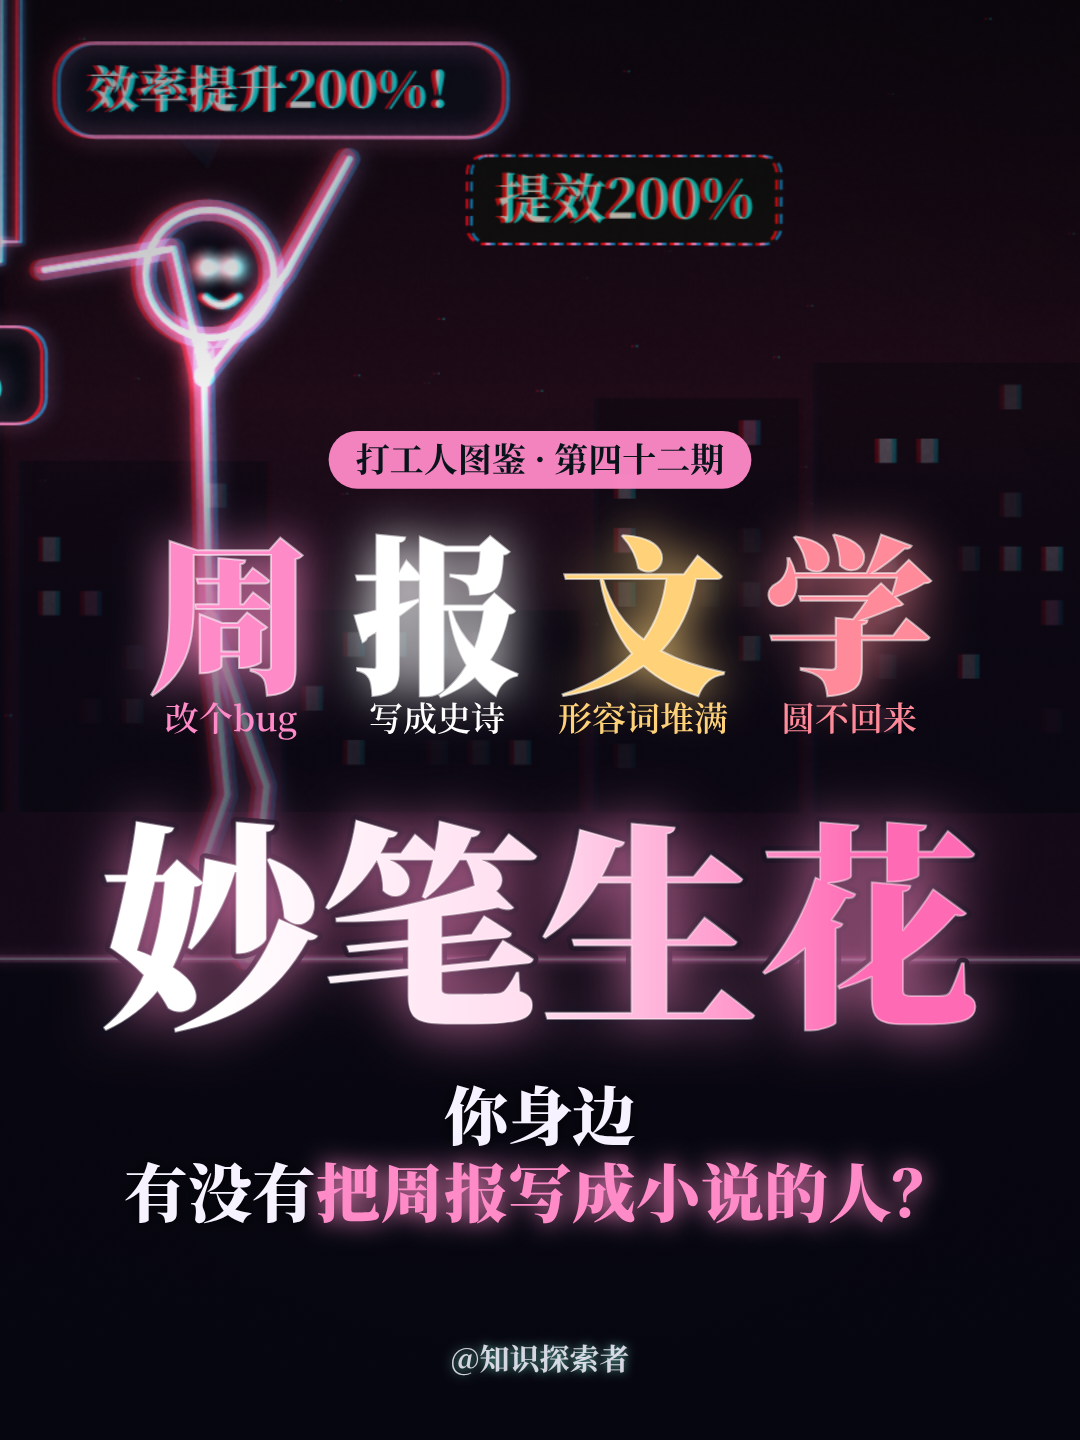 效率提升200%!
提效200%
打工人图鉴·第四十二期
周报文学
改个bug 写成史诗 形容词堆满 圆不回来
妙笔生花
你身边
有没有把周报写成小说的人?
@知识探索者